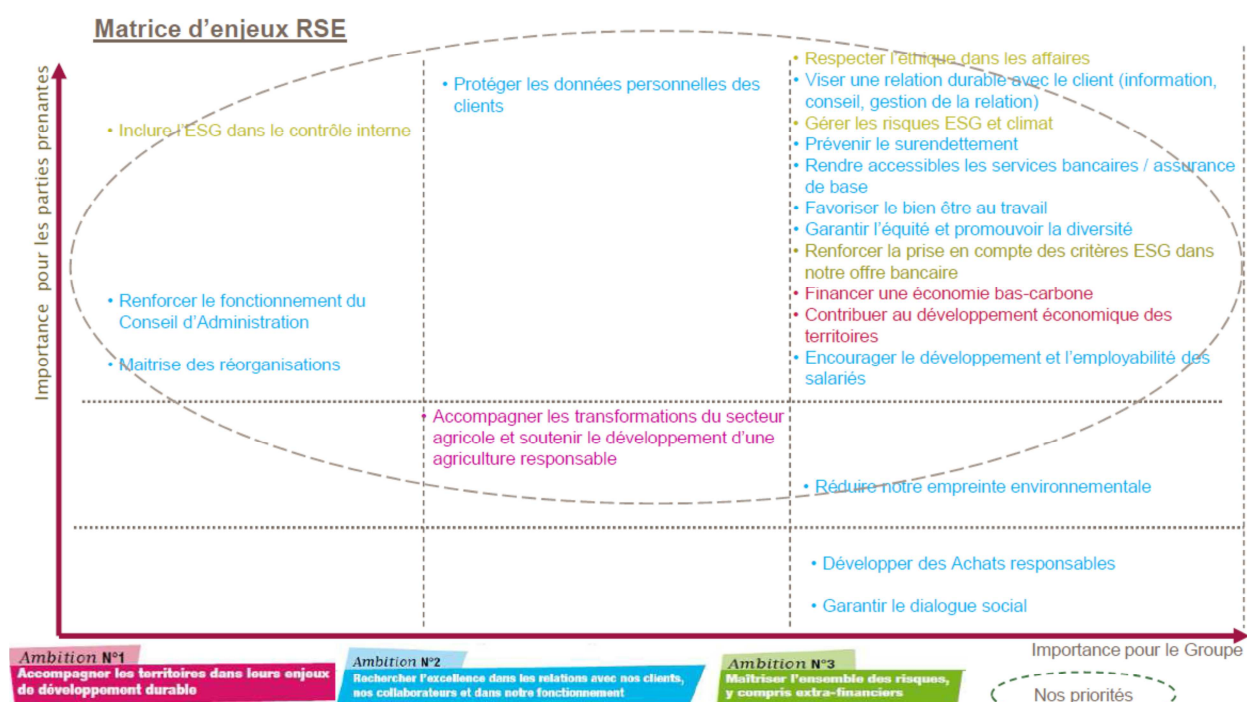 Matrice d'enjeux RSE
Importance pour les parties prenantes
• Inclure l'ESG dans le contrôle interne
• Renforcer le fonctionnement du
Conseil d'Administration
• Maitrise des réorganisations
• Protéger les données personnelles des
clients
• Accompagner les transformations du secteur
agricole et soutenir le développement d'une
agriculture responsable
• Respecter l'éthique dans les affaires
• Viser une relation durable avec le client (information,
conseil, gestion de la relation)
• Gérer les risques ESG et climat
• Prévenir le surendettement
• Rendre accessibles les services bancaires / assurance
de base
• Favoriser le bien être au travail
• Garantir l'équité et promouvoir la diversité
• Renforcer la prise en compte des critères ESG dans
notre offre bancaire
• Financer une économie bas-carbone
• Contribuer au développement économique des
territoires
• Encourager le développement et l'employabilité des
salariés
• Réduire notre empreinte environnementale
• Développer des Achats responsables
• Garantir le dialogue social
Importance pour le Groupe
Ambition N°1
Accompagner les territoires dans leurs enjeux
de développement durable
Ambition N°2
Rechercher l'excellence dans les relations avec nos clients,
nos collaborateurs et dans notre fonctionnement
Ambition N°3
Maîtriser l'ensemble des risques,
y compris extra-financiers
Nos priorités